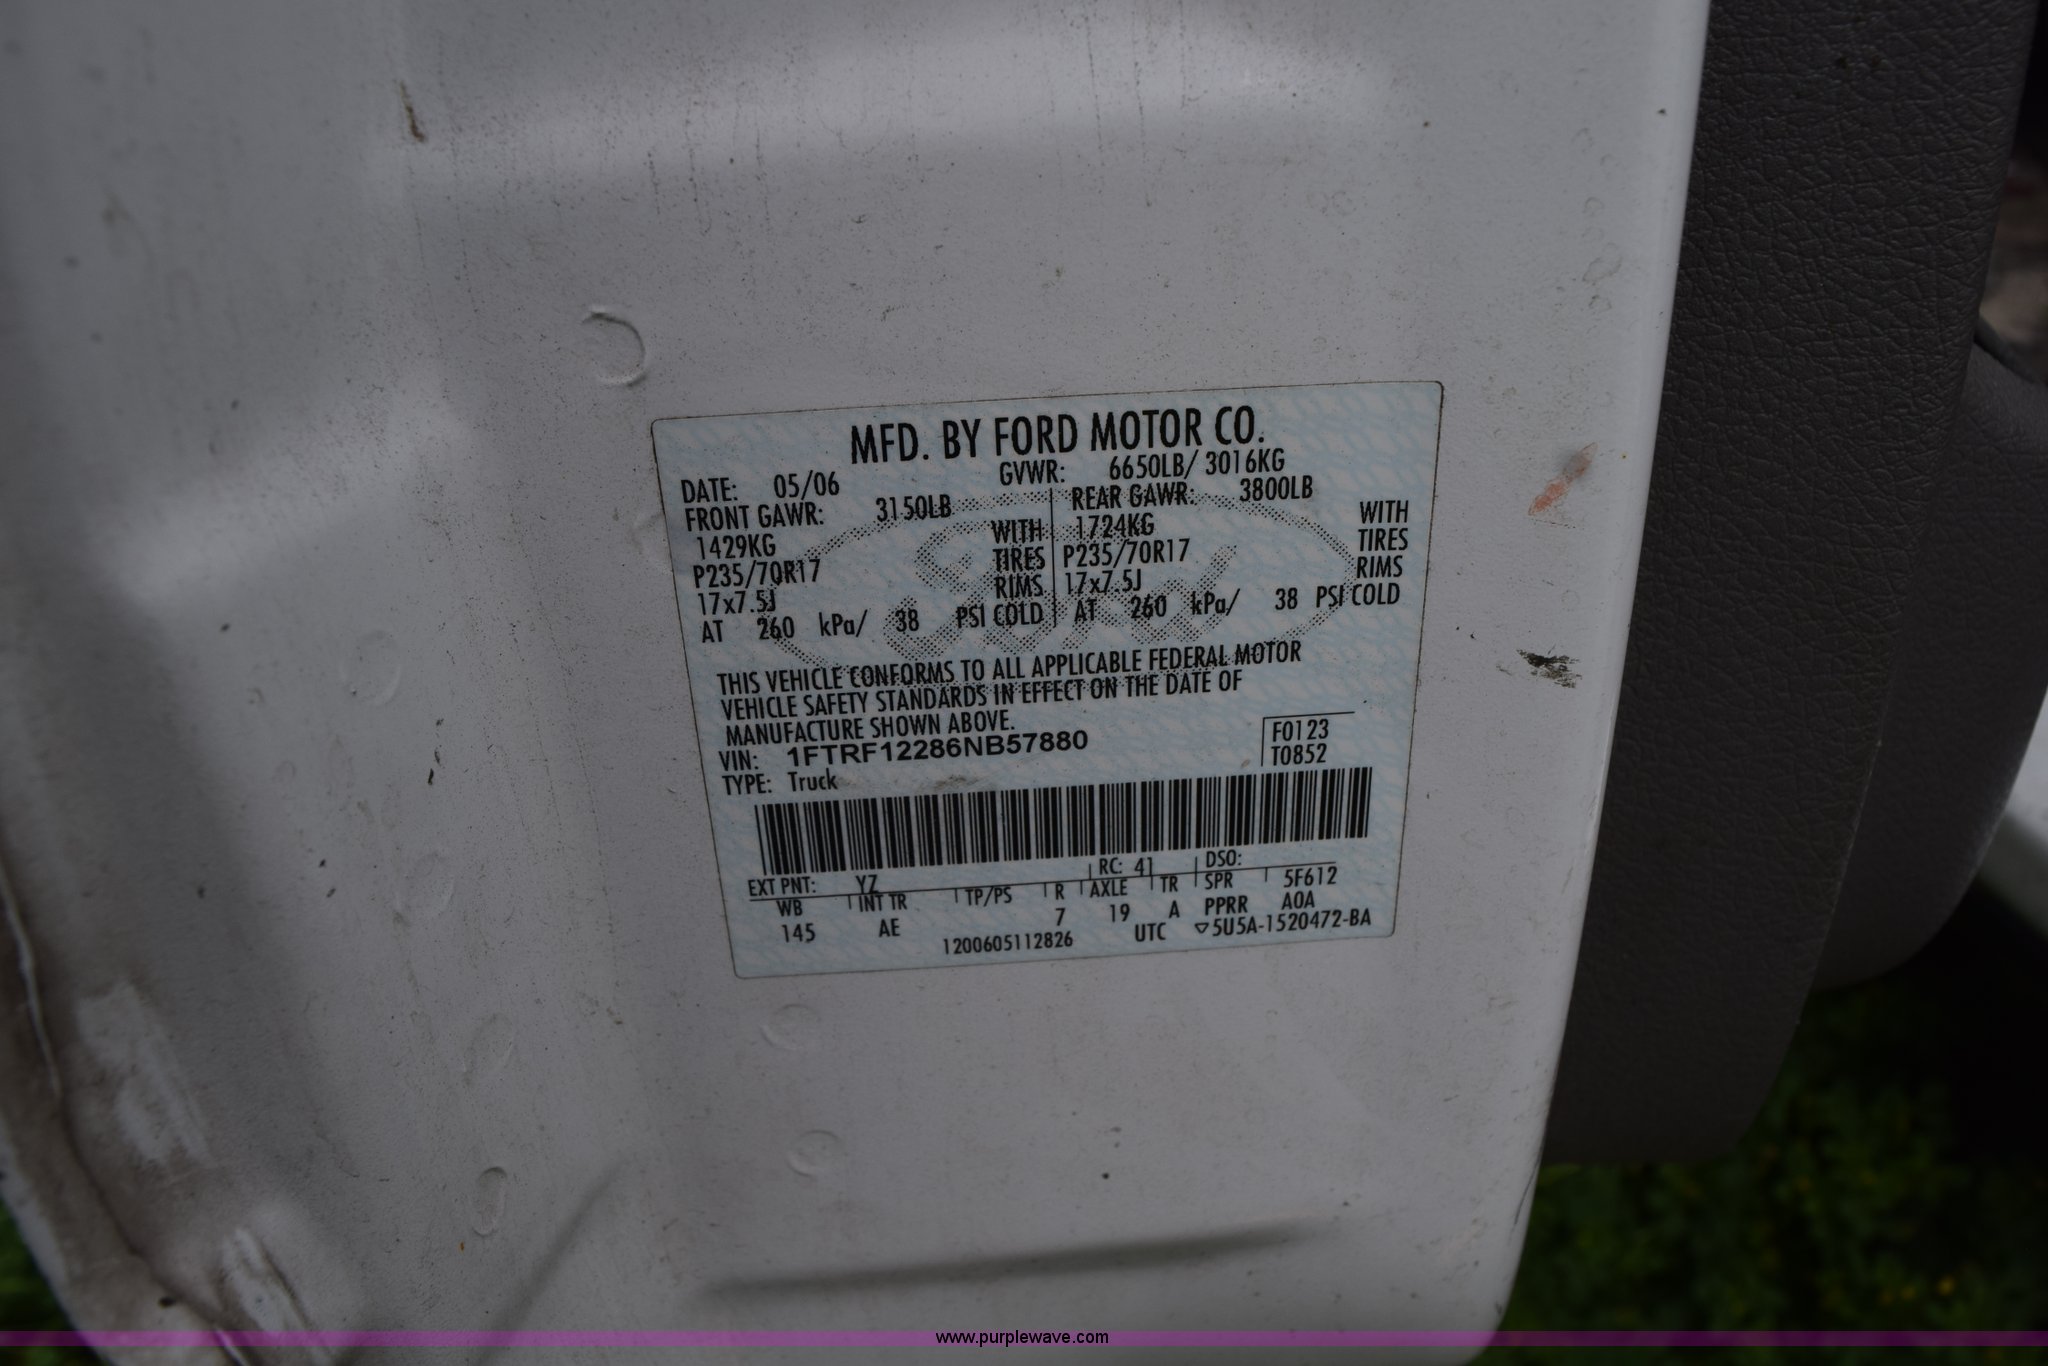 MFD. BY FORD MOTOR CO.
DATE: 05/06 GVWR: 6650LB/ 3016KG
FRONT GAWR: 3150LB REAR GAWR: 3800LB
1429KG WITH 1724KG WITH
P235/70R17 TIRES P235/70R17 TIRES
17x7.5J RIMS 17x7.5J RIMS
AT 260 kPa/ 38 PSI COLD AT 260 kPa/ 38 PSI COLD
Ford
THIS VEHICLE CONFORMS TO ALL APPLICABLE FEDERAL MOTOR
VEHICLE SAFETY STANDARDS IN EFFECT ON THE DATE OF
MANUFACTURE SHOWN ABOVE.
VIN: 1FTRF12286NB57880 F0123
TYPE: Truck T0852
EXT PNT: YZ RC: 41 DSO:
WB INT TR TP/PS R AXLE TR SPR 5F612
145 AE 7 19 A PPRR A0A
1200605112826 UTC ▽5U5A-1520472-BA
www.purplewave.com